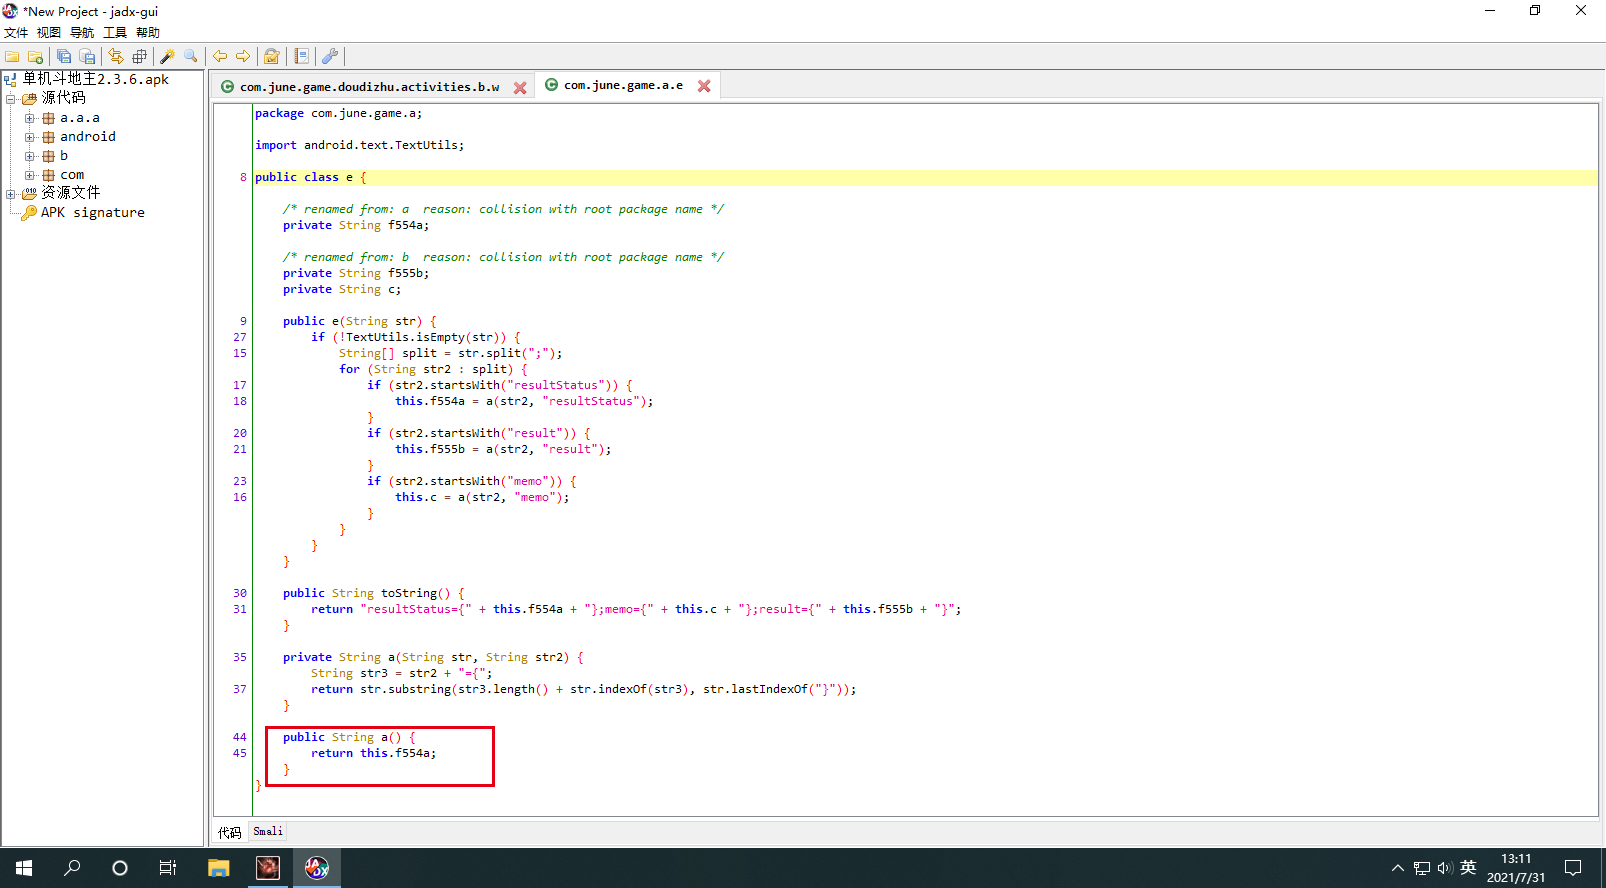 *New Project - jadx-gui
文件 视图 导航 工具 帮助
单机斗地主2.3.6.apk
源代码
a.a.a
android
b
com
资源文件
APK signature
com.june.game.doudizhu.activities.b.w
com.june.game.a.e
package com.june.game.a;
import android.text.TextUtils;
8 public class e {
/* renamed from: a  reason: collision with root package name */
private String f554a;
/* renamed from: b  reason: collision with root package name */
private String f555b;
private String c;
9 public e(String str) {
27 if (!TextUtils.isEmpty(str)) {
15 String[] split = str.split(";");
for (String str2 : split) {
17 if (str2.startsWith("resultStatus")) {
18 this.f554a = a(str2, "resultStatus");
}
20 if (str2.startsWith("result")) {
21 this.f555b = a(str2, "result");
}
23 if (str2.startsWith("memo")) {
16 this.c = a(str2, "memo");
}
}
}
}
30 public String toString() {
31 return "resultStatus={" + this.f554a + "};memo={" + this.c + "};result={" + this.f555b + "}";
}
35 private String a(String str, String str2) {
String str3 = str2 + "={";
37 return str.substring(str3.length() + str.indexOf(str3), str.lastIndexOf("}"));
}
44 public String a() {
45 return this.f554a;
}
}
代码 Smali
英
13:11
2021/7/31